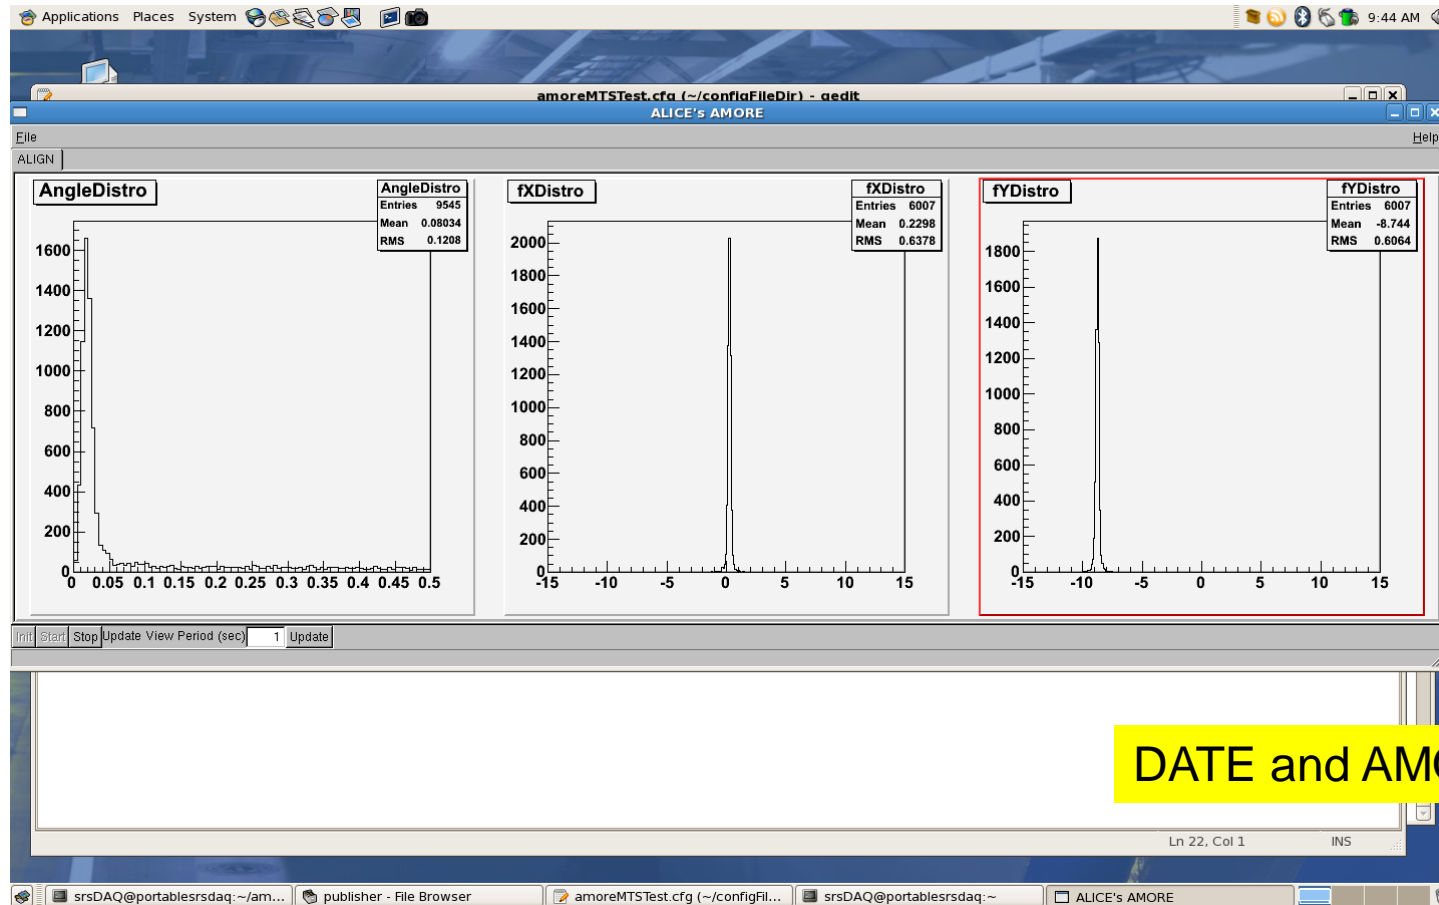 Applications Places System 9:44 AM
amoreMTSTest.cfg (~/configFileDir) - gedit
ALICE's AMORE
File Help
ALIGN
AngleDistro
AngleDistro
Entries 9545
Mean 0.08034
RMS 0.1208
1600
1400
1200
1000
800
600
400
200
0
0 0.05 0.1 0.15 0.2 0.25 0.3 0.35 0.4 0.45 0.5
fXDistro
fXDistro
Entries 6007
Mean 0.2298
RMS 0.6378
2000
1800
1600
1400
1200
1000
800
600
400
200
0
-15 -10 -5 0 5 10 15
fYDistro
fYDistro
Entries 6007
Mean -8.744
RMS 0.6064
1800
1600
1400
1200
1000
800
600
400
200
0
-15 -10 -5 0 5 10 15
Init Start Stop Update View Period (sec) 1 Update
DATE and AM
Ln 22, Col 1 INS
srsDAQ@portablesrsdaq:~/am... publisher - File Browser amoreMTSTest.cfg (~/configFil... srsDAQ@portablesrsdaq:~ ALICE's AMORE